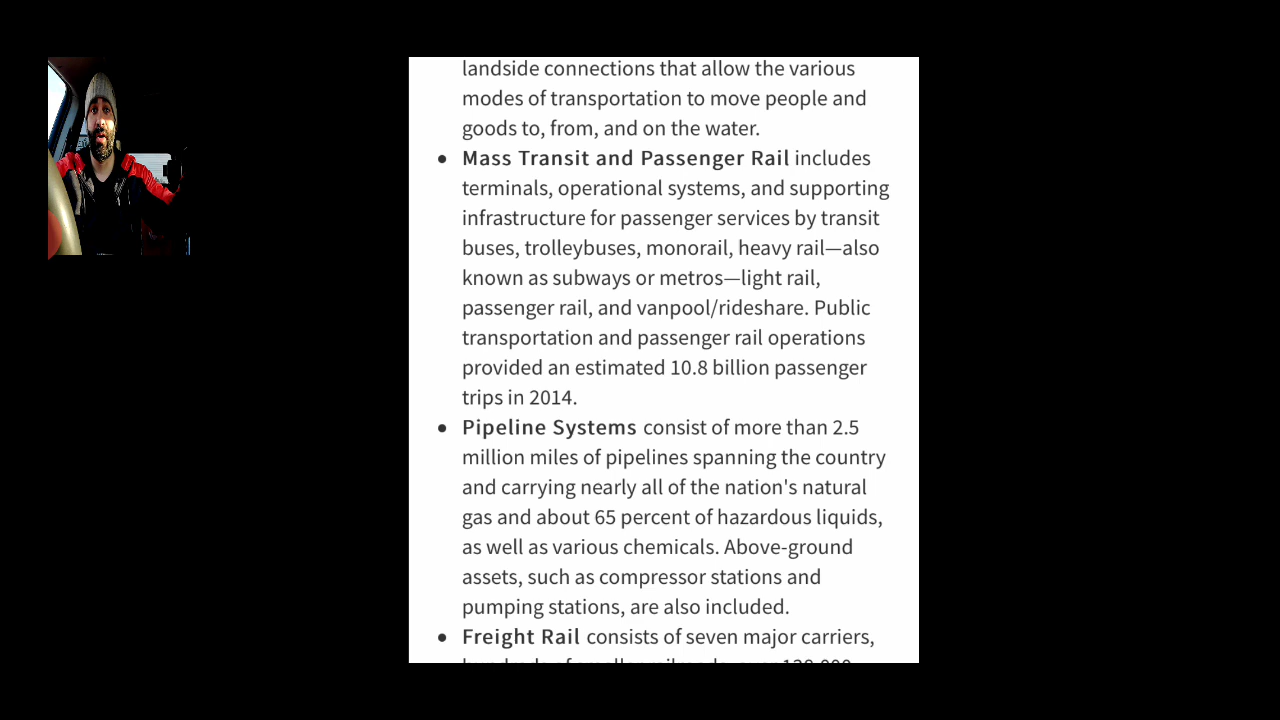 landside connections that allow the various
modes of transportation to move people and
goods to, from, and on the water.
• Mass Transit and Passenger Rail includes
terminals, operational systems, and supporting
infrastructure for passenger services by transit
buses, trolleybuses, monorail, heavy rail—also
known as subways or metros—light rail,
passenger rail, and vanpool/rideshare. Public
transportation and passenger rail operations
provided an estimated 10.8 billion passenger
trips in 2014.
• Pipeline Systems consist of more than 2.5
million miles of pipelines spanning the country
and carrying nearly all of the nation's natural
gas and about 65 percent of hazardous liquids,
as well as various chemicals. Above-ground
assets, such as compressor stations and
pumping stations, are also included.
• Freight Rail consists of seven major carriers,